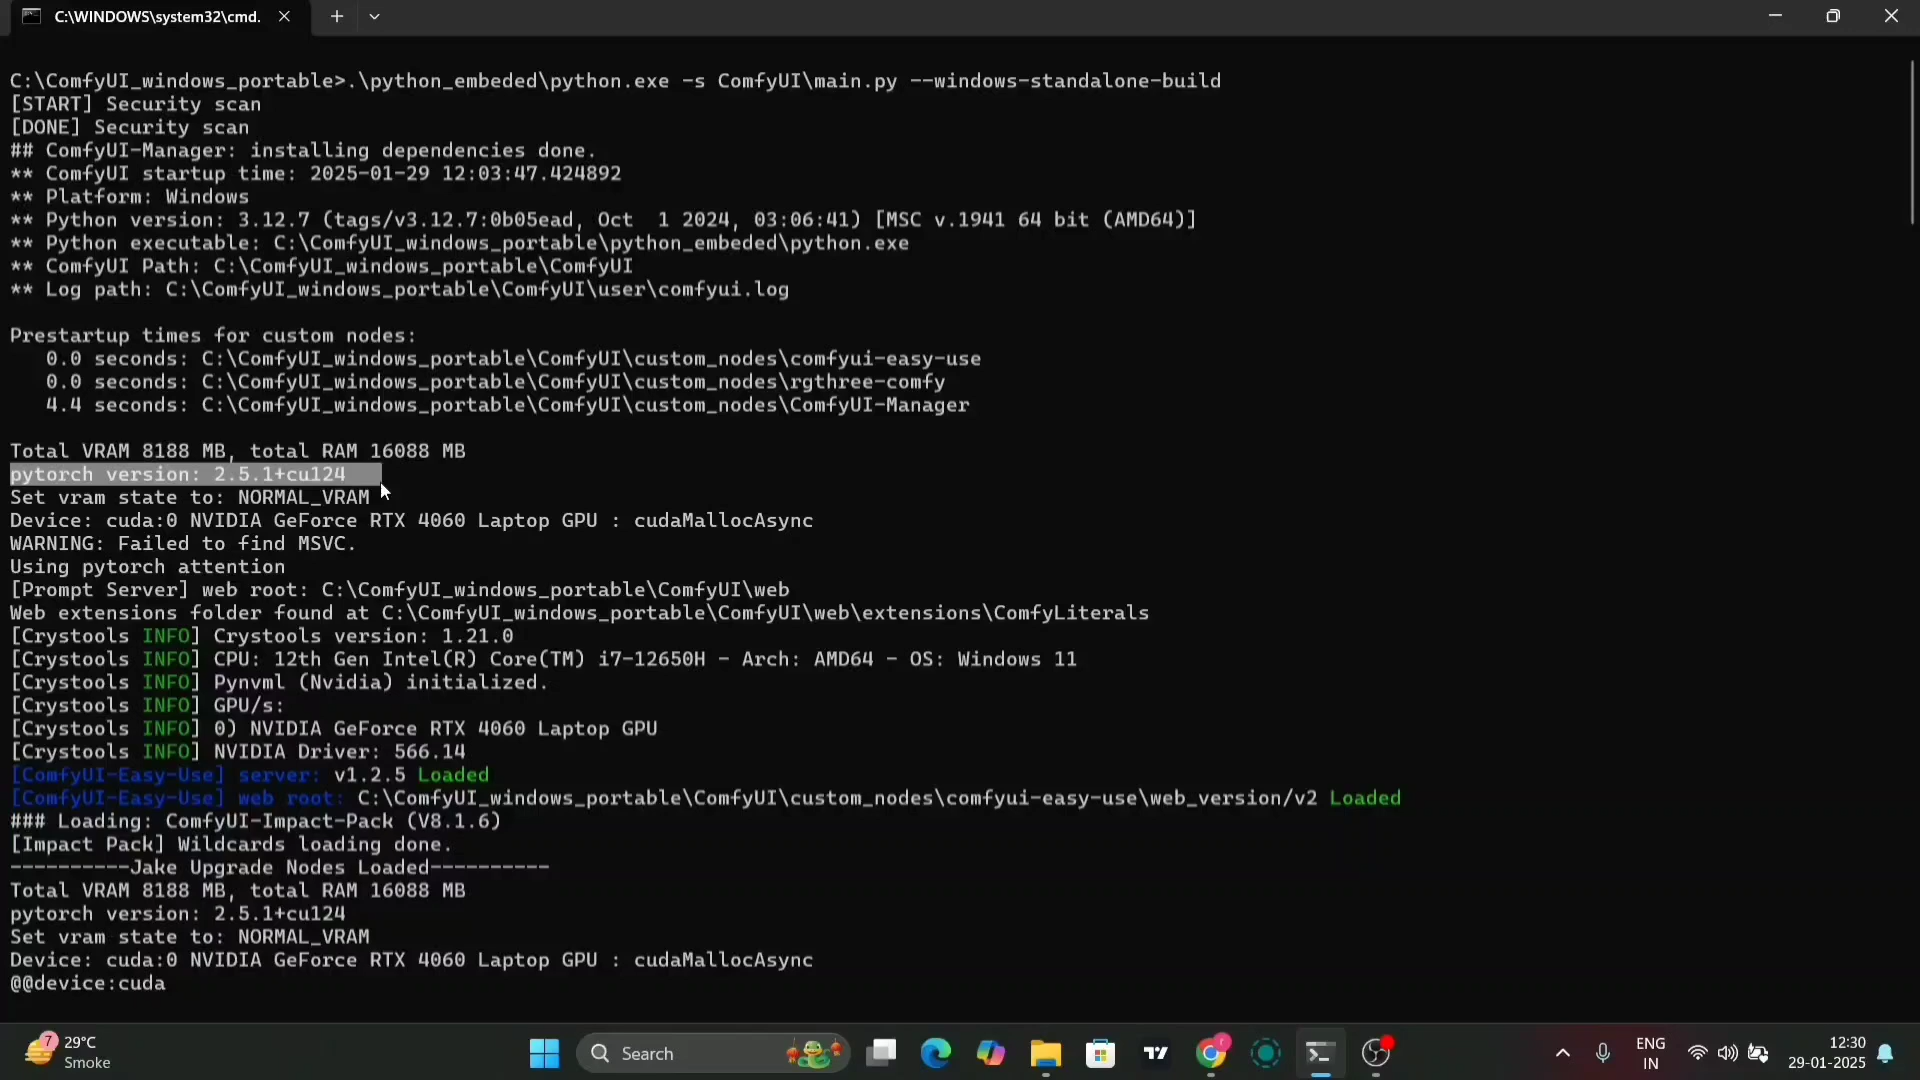 C:\WINDOWS\system32\cmd.
C:\ComfyUI_windows_portable>.\python_embeded\python.exe -s ComfyUI\main.py --windows-standalone-build
[START] Security scan
[DONE] Security scan
## ComfyUI-Manager: installing dependencies done.
** ComfyUI startup time: 2025-01-29 12:03:47.424892
** Platform: Windows
** Python version: 3.12.7 (tags/v3.12.7:0b05ead, Oct  1 2024, 03:06:41) [MSC v.1941 64 bit (AMD64)]
** Python executable: C:\ComfyUI_windows_portable\python_embeded\python.exe
** ComfyUI Path: C:\ComfyUI_windows_portable\ComfyUI
** Log path: C:\ComfyUI_windows_portable\ComfyUI\user\comfyui.log
Prestartup times for custom nodes:
0.0 seconds: C:\ComfyUI_windows_portable\ComfyUI\custom_nodes\comfyui-easy-use
0.0 seconds: C:\ComfyUI_windows_portable\ComfyUI\custom_nodes\rgthree-comfy
4.4 seconds: C:\ComfyUI_windows_portable\ComfyUI\custom_nodes\ComfyUI-Manager
Total VRAM 8188 MB, total RAM 16088 MB
pytorch version: 2.5.1+cu124
Set vram state to: NORMAL_VRAM
Device: cuda:0 NVIDIA GeForce RTX 4060 Laptop GPU : cudaMallocAsync
WARNING: Failed to find MSVC.
Using pytorch attention
[Prompt Server] web root: C:\ComfyUI_windows_portable\ComfyUI\web
Web extensions folder found at C:\ComfyUI_windows_portable\ComfyUI\web\extensions\ComfyLiterals
[Crystools INFO] Crystools version: 1.21.0
[Crystools INFO] CPU: 12th Gen Intel(R) Core(TM) i7-12650H - Arch: AMD64 - OS: Windows 11
[Crystools INFO] Pynvml (Nvidia) initialized.
[Crystools INFO] GPU/s:
[Crystools INFO] 0) NVIDIA GeForce RTX 4060 Laptop GPU
[Crystools INFO] NVIDIA Driver: 566.14
[ComfyUI-Easy-Use] server: v1.2.5 Loaded
[ComfyUI-Easy-Use] web root: C:\ComfyUI_windows_portable\ComfyUI\custom_nodes\comfyui-easy-use\web_version/v2 Loaded
### Loading: ComfyUI-Impact-Pack (V8.1.6)
[Impact Pack] Wildcards loading done.
----------Jake Upgrade Nodes Loaded----------
Total VRAM 8188 MB, total RAM 16088 MB
pytorch version: 2.5.1+cu124
Set vram state to: NORMAL_VRAM
Device: cuda:0 NVIDIA GeForce RTX 4060 Laptop GPU : cudaMallocAsync
@@device:cuda
7
29°C
Smoke
Search
ENG
IN
12:30
29-01-2025